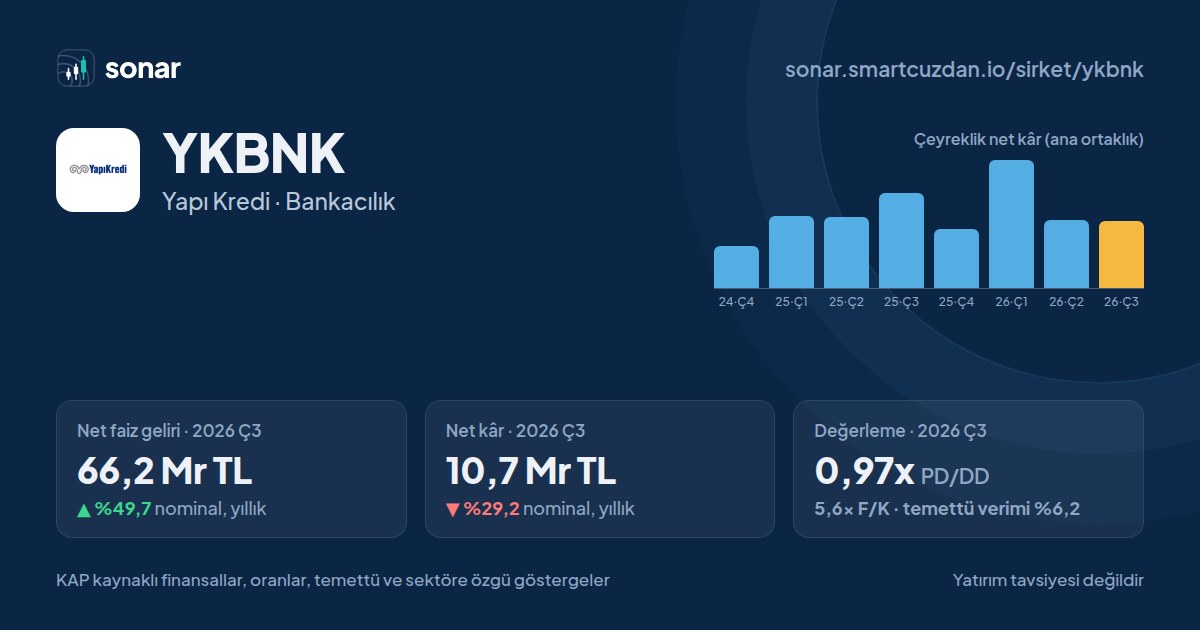 sonar
sonar.smartcuzdan.io/sirket/ykbnk
YapıKredi
YKBNK
Yapı Kredi · Bankacılık
Çeyreklik net kâr (ana ortaklık)
24·Ç4 25·Ç1 25·Ç2 25·Ç3 25·Ç4 26·Ç1 26·Ç2 26·Ç3
Net faiz geliri · 2026 Ç3
66,2 Mr TL
▲ %49,7 nominal, yıllık
Net kâr · 2026 Ç3
10,7 Mr TL
▼ %29,2 nominal, yıllık
Değerleme · 2026 Ç3
0,97x PD/DD
5,6x F/K · temettü verimi %6,2
KAP kaynaklı finansallar, oranlar, temettü ve sektöre özgü göstergeler
Yatırım tavsiyesi değildir